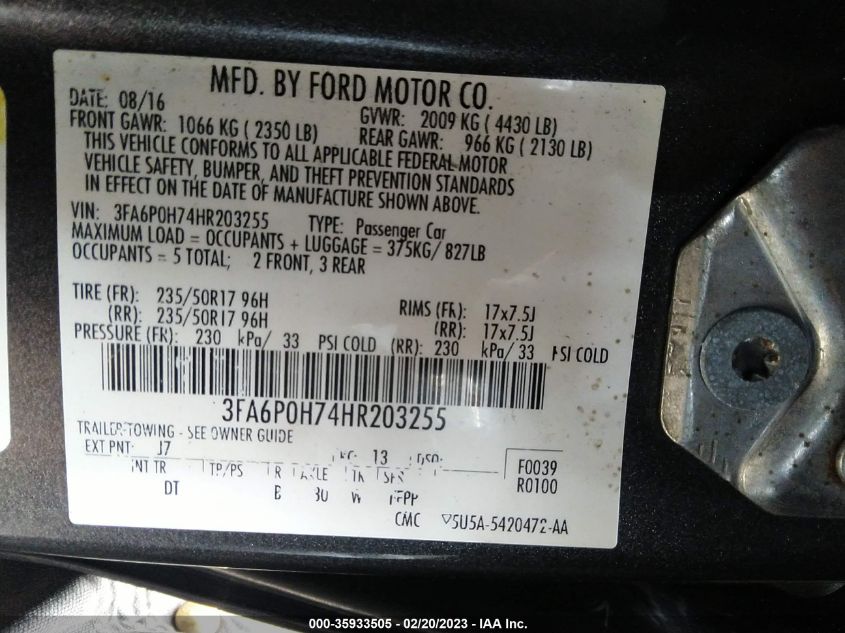 MFD. BY FORD MOTOR CO.
DATE: 08/16 GVWR: 2009 KG ( 4430 LB)
FRONT GAWR: 1066 KG ( 2350 LB) REAR GAWR: 966 KG ( 2130 LB)
THIS VEHICLE CONFORMS TO ALL APPLICABLE FEDERAL MOTOR
VEHICLE SAFETY, BUMPER, AND THEFT PREVENTION STANDARDS
IN EFFECT ON THE DATE OF MANUFACTURE SHOWN ABOVE.
VIN: 3FA6P0H74HR203255 TYPE: Passenger Car
MAXIMUM LOAD = OCCUPANTS + LUGGAGE = 375KG/ 827LB
OCCUPANTS = 5 TOTAL; 2 FRONT, 3 REAR
TIRE (FR): 235/50R17 96H RIMS (FR): 17x7.5J
(RR): 235/50R17 96H (RR): 17x7.5J
PRESSURE (FR): 230 kPa/ 33 PSI COLD (RR): 230 kPa/ 33 PSI COLD
3FA6P0H74HR203255
TRAILER TOWING - SEE OWNER GUIDE
EXT PNT: J7 13 F0039
INT TR TP/PS R AXLE R0100
DT
CMC 5U5A-5420472-AA
000-35933505 - 02/20/2023 - IAA Inc.